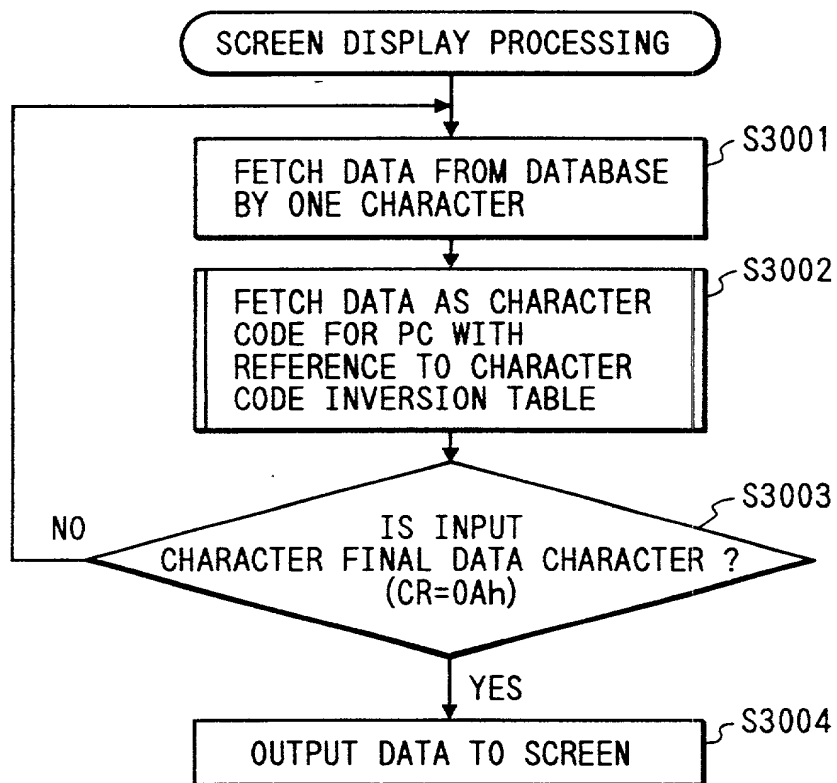 SCREEN DISPLAY PROCESSING
S3001
FETCH DATA FROM DATABASE
BY ONE CHARACTER
S3002
FETCH DATA AS CHARACTER
CODE FOR PC WITH
REFERENCE TO CHARACTER
CODE INVERSION TABLE
S3003
NO
IS INPUT
CHARACTER FINAL DATA CHARACTER ?
(CR=0Ah)
YES
S3004
OUTPUT DATA TO SCREEN